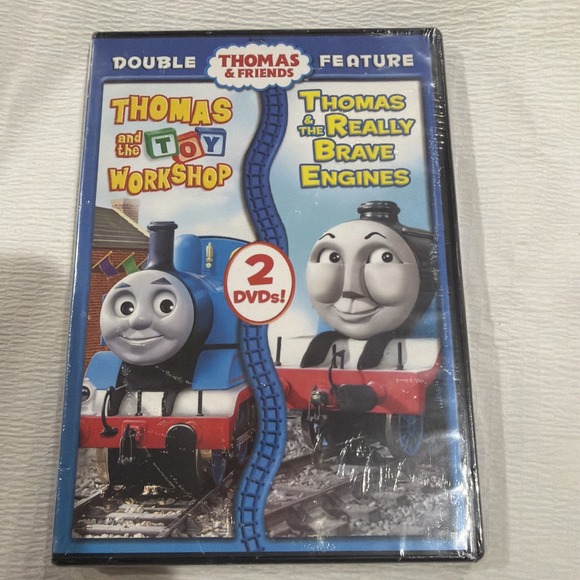 DOUBLE
THOMAS
& FRIENDS
FEATURE
THOMAS
and the TOY
WORKSHOP
THOMAS
& THE REALLY
BRAVE
ENGINES
2
DVDs!